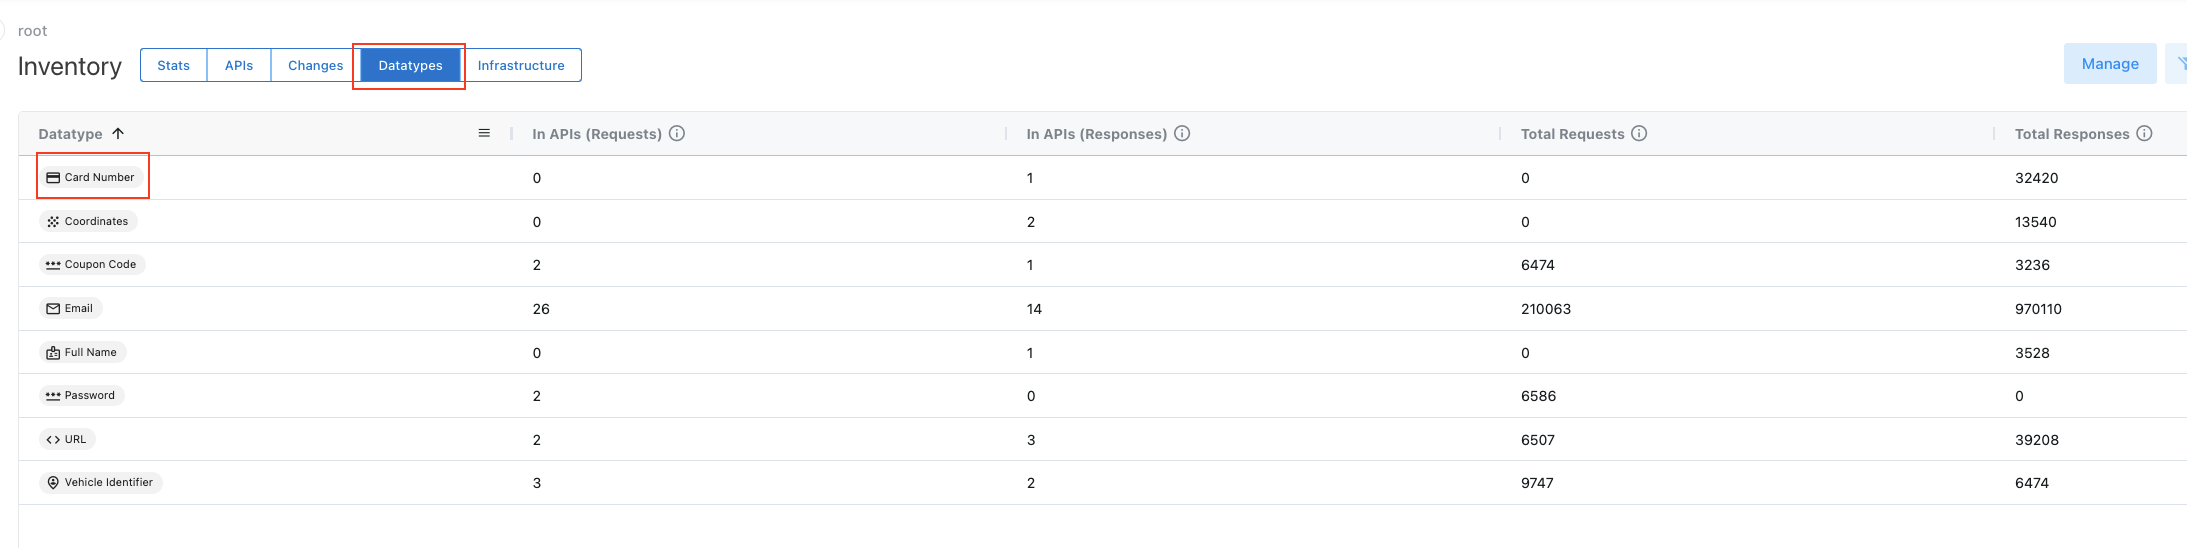 root
Inventory Stats APIs Changes Datatypes Infrastructure Manage
Datatype In APIs (Requests) In APIs (Responses) Total Requests Total Responses
Card Number 0 1 0 32420
Coordinates 0 2 0 13540
Coupon Code 2 1 6474 3236
Email 26 14 210063 970110
Full Name 0 1 0 3528
Password 2 0 6586 0
URL 2 3 6507 39208
Vehicle Identifier 3 2 9747 6474